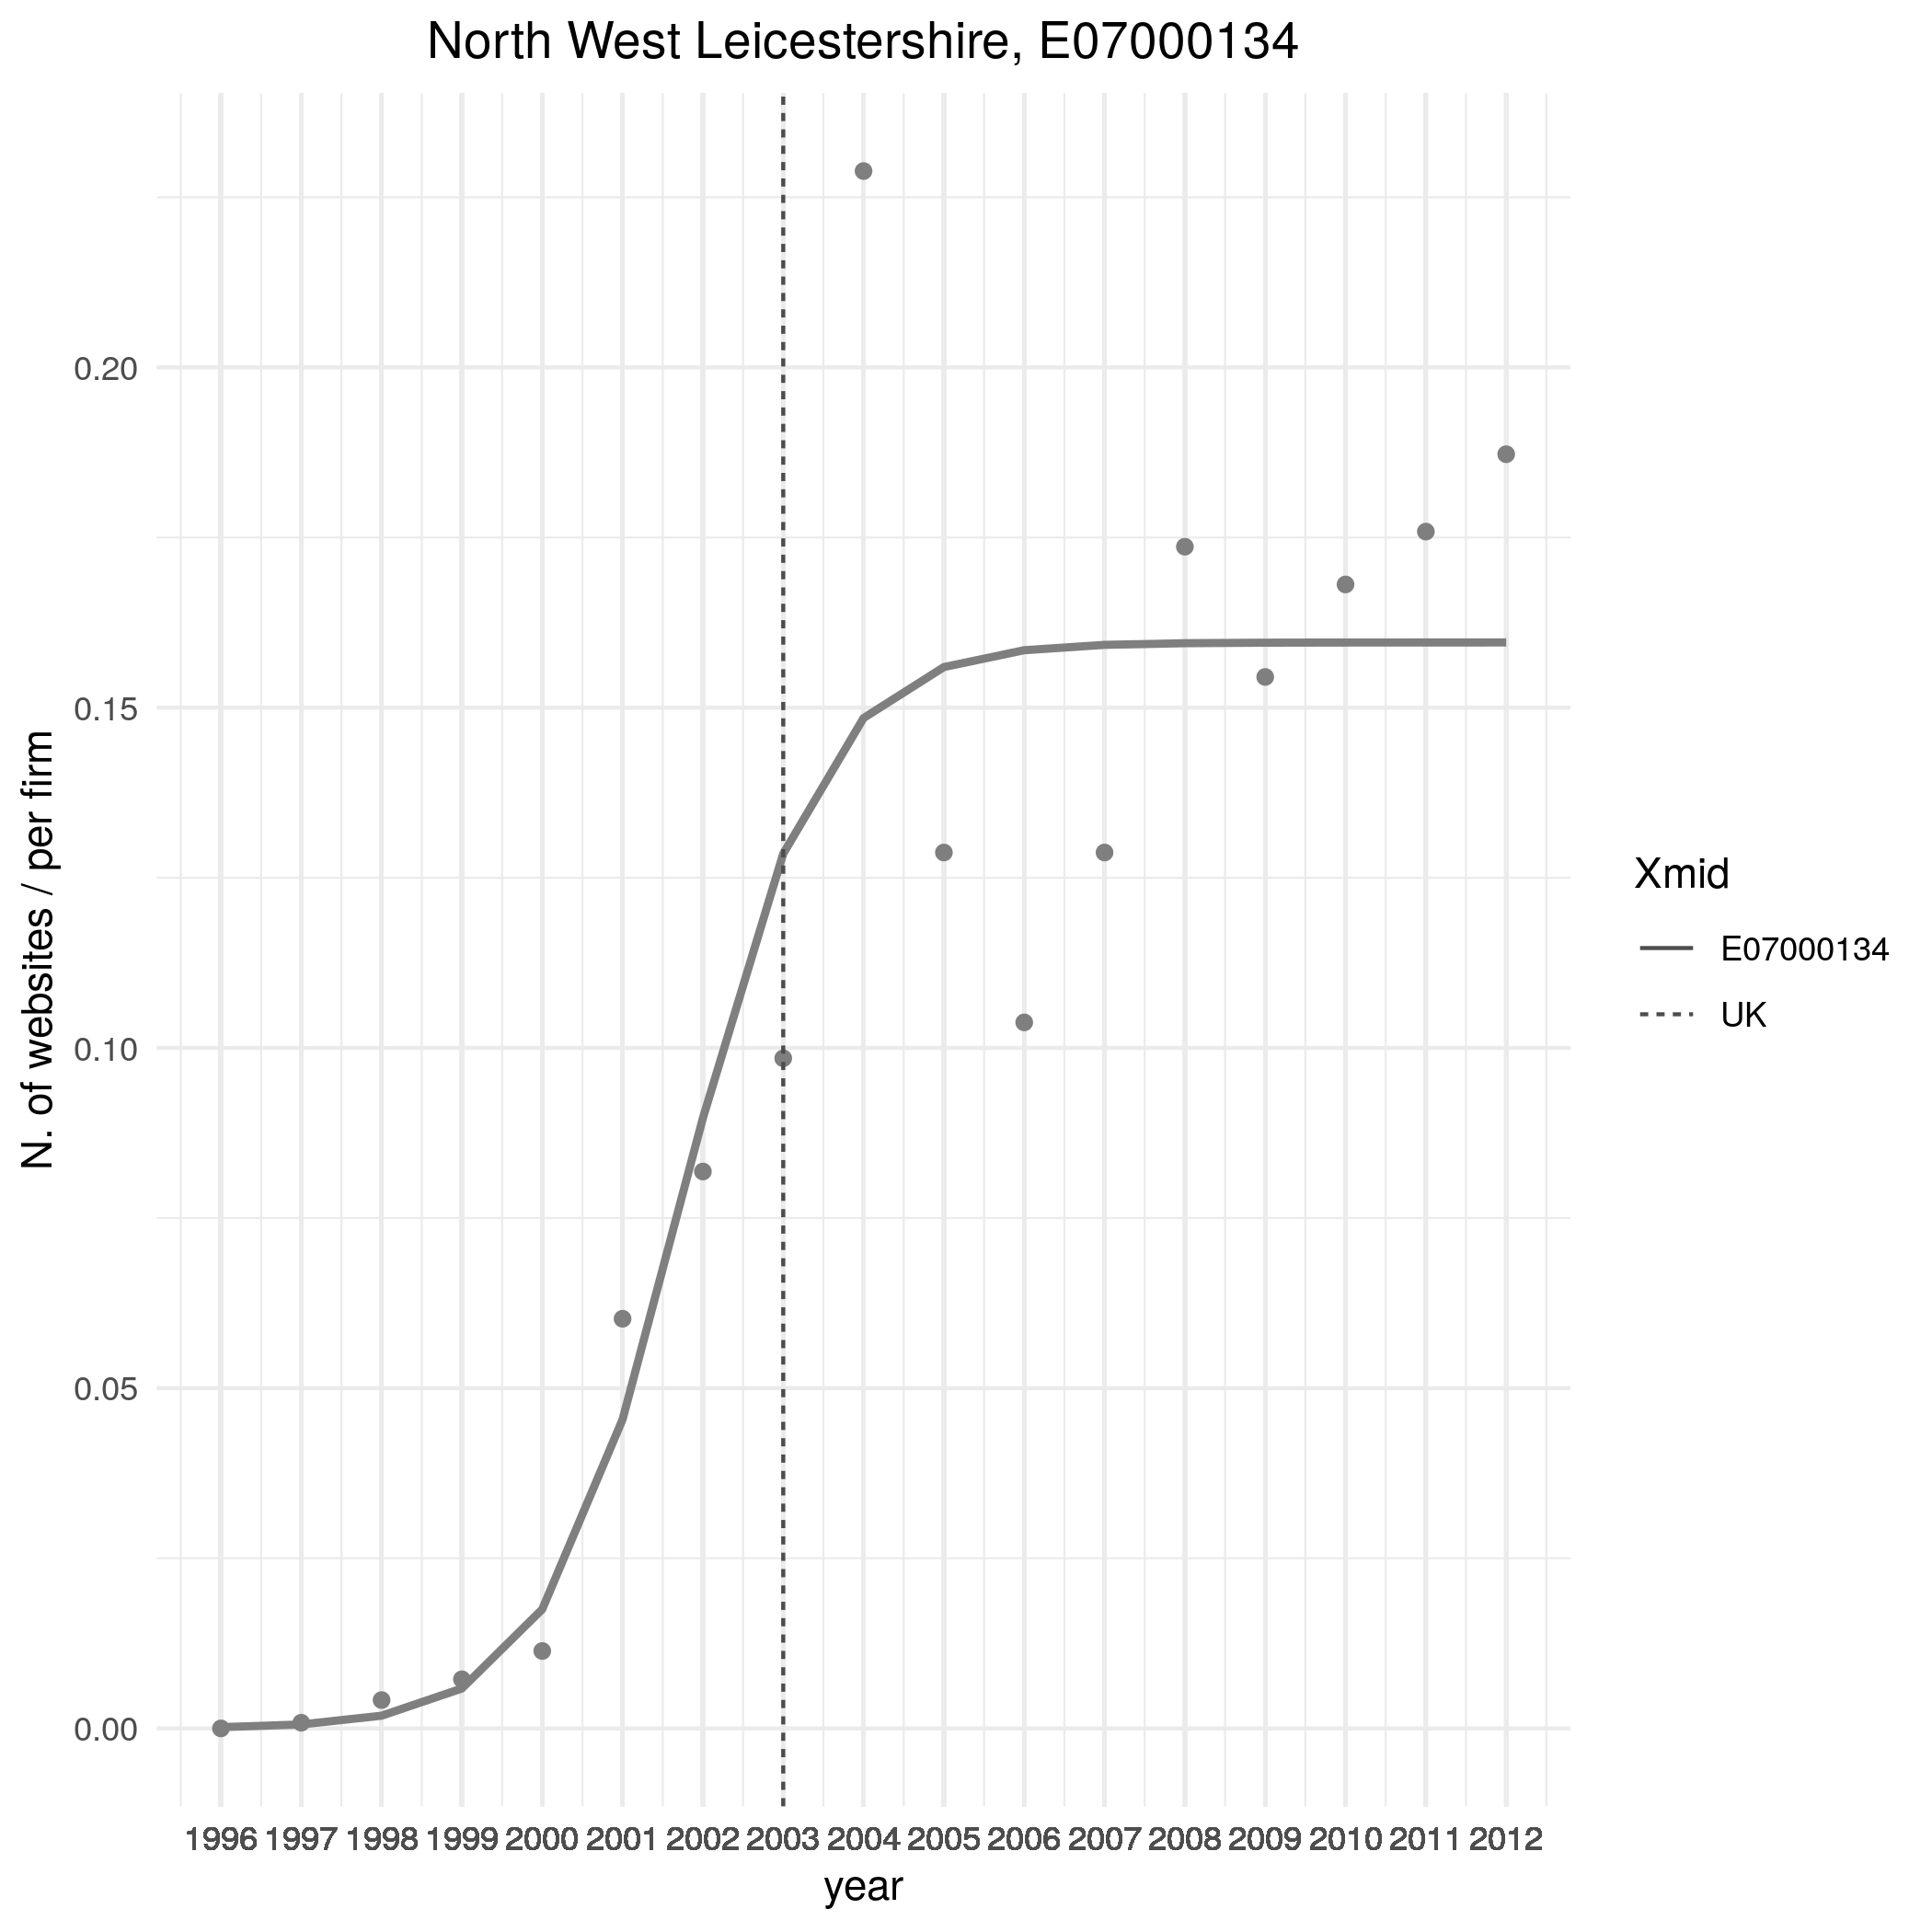 North West Leicestershire, E07000134
N. of websites / per firm
0.20
0.15
0.10
0.05
0.00
1996 1997 1998 1999 2000 2001 2002 2003 2004 2005 2006 2007 2008 2009 2010 2011 2012
year
Xmid
E07000134
UK